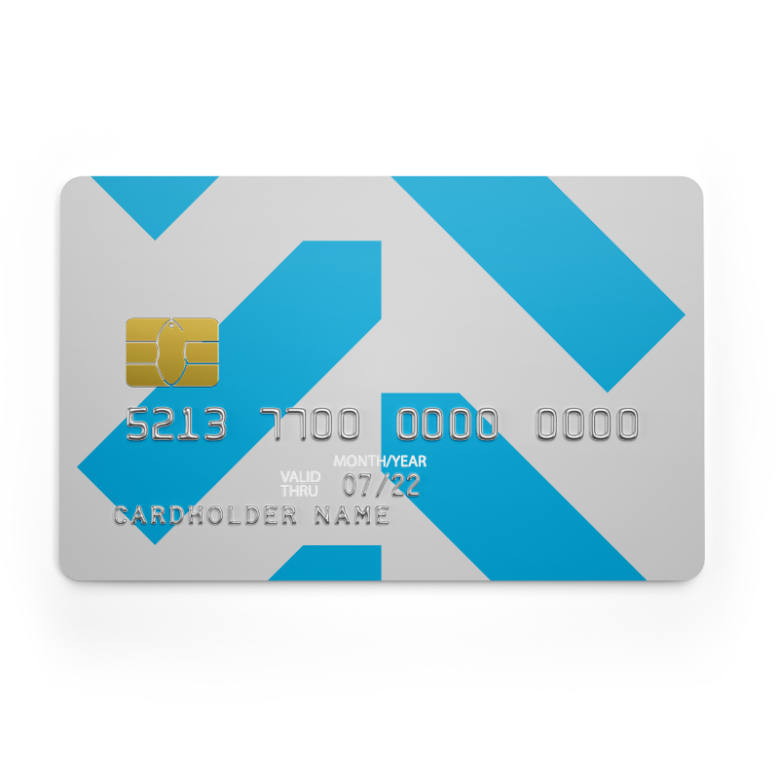 5213 7700 0000 0000
MONTH/YEAR
VALID
THRU 07/22
CARDHOLDER NAME